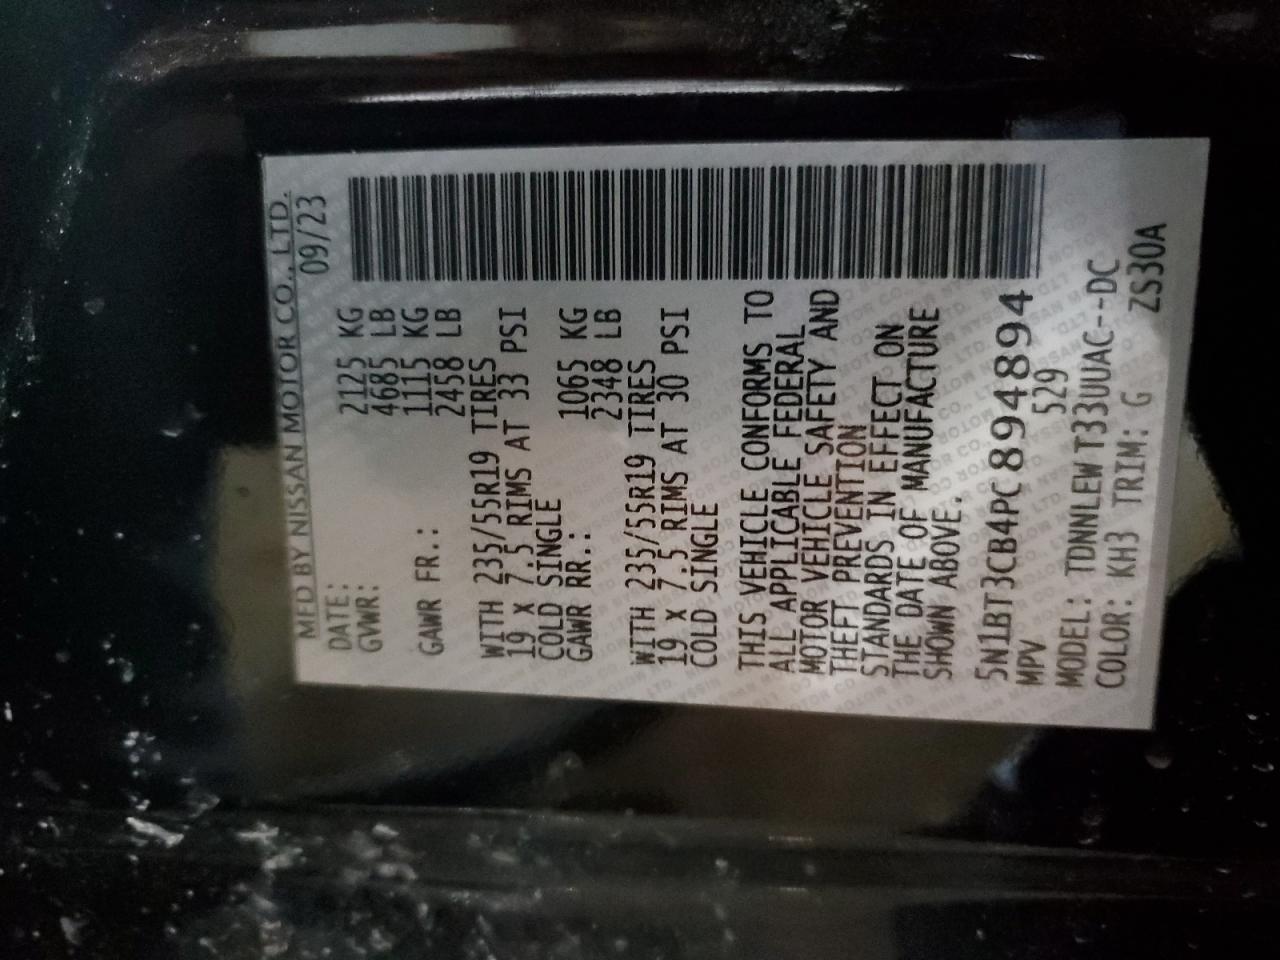 MFD BY NISSAN MOTOR CO., LTD.
DATE: 09/23
GVWR: 2125 KG
4685 LB
GAWR FR.: 1115 KG
2458 LB
WITH 235/55R19 TIRES
19 x 7.5 RIMS AT 33 PSI
COLD SINGLE
GAWR RR.: 1065 KG
2348 LB
WITH 235/55R19 TIRES
19 x 7.5 RIMS AT 30 PSI
COLD SINGLE
THIS VEHICLE CONFORMS TO
ALL APPLICABLE FEDERAL
MOTOR VEHICLE SAFETY AND
THEFT PREVENTION
STANDARDS IN EFFECT ON
THE DATE OF MANUFACTURE
SHOWN ABOVE.
5N1BT3CB4PC894894
MPV 529
MODEL: TDNNLEWT33UUAC--DC
COLOR: KH3 TRIM: G ZS30A